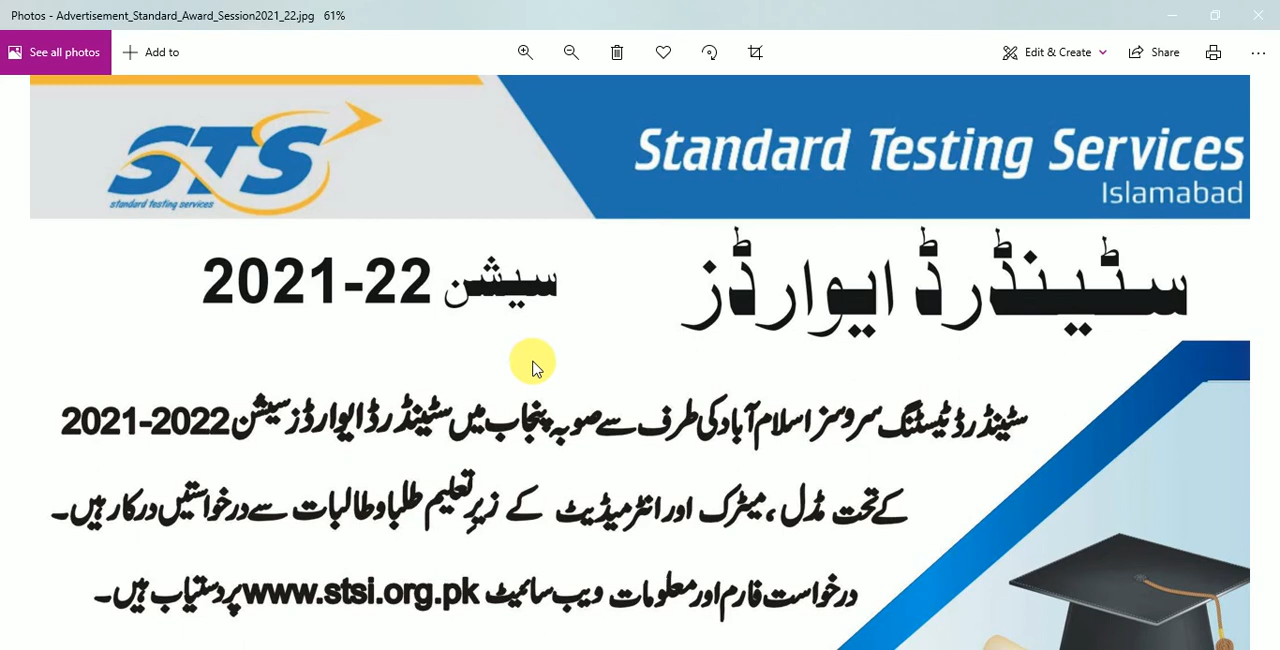 Photos - Advertisement_Standard_Award_Session2021_22.jpg 61%
See all photos
Add to
Edit & Create
Share
STS
standard testing services
Standard Testing Services
Islamabad
سٹینڈرڈ ایوارڈز
سیشن 2021-22
سٹینڈرڈ ٹیسٹنگ سروسز اسلام آباد کی طرف سے صوبہ پنجاب میں سٹینڈرڈ ایوارڈز سیشن 2021-2022
کے تحت مڈل، میٹرک اور انٹرمیڈیٹ کے زیرِ تعلیم طلبا و طالبات سے درخواستیں درکار ہیں۔
درخواست فارم اور معلومات ویب سائیٹ www.stsi.org.pk پر دستیاب ہیں۔